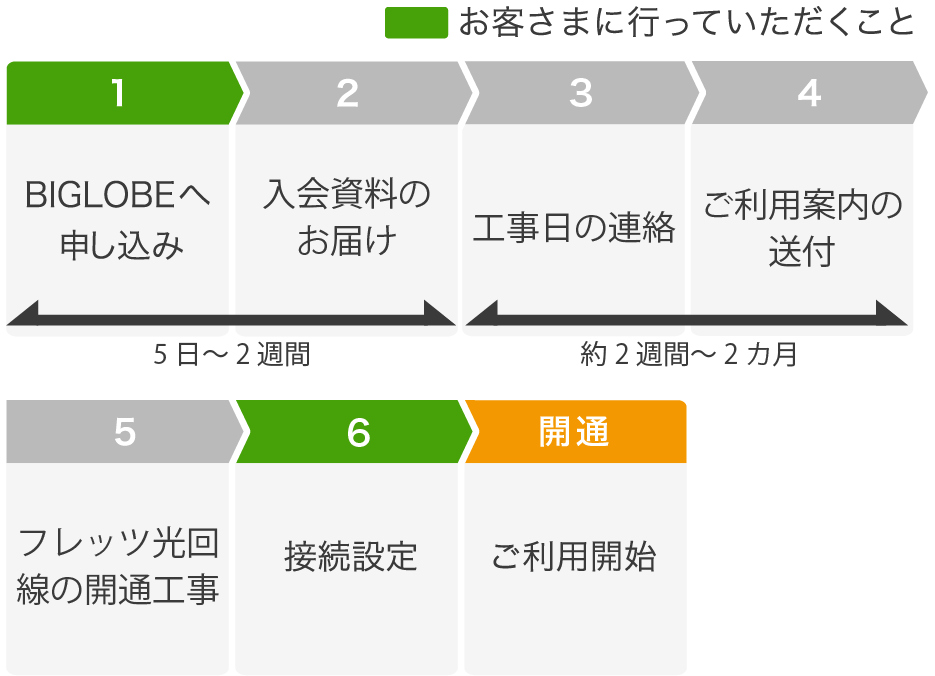 お客さまに行っていただくこと
1
2
3
4
BIGLOBEへ
申し込み
入会資料の
お届け
工事日の連絡
ご利用案内の
送付
5日〜2週間
約2週間〜2カ月
5
6
開通
フレッツ光回
線の開通工事
接続設定
ご利用開始